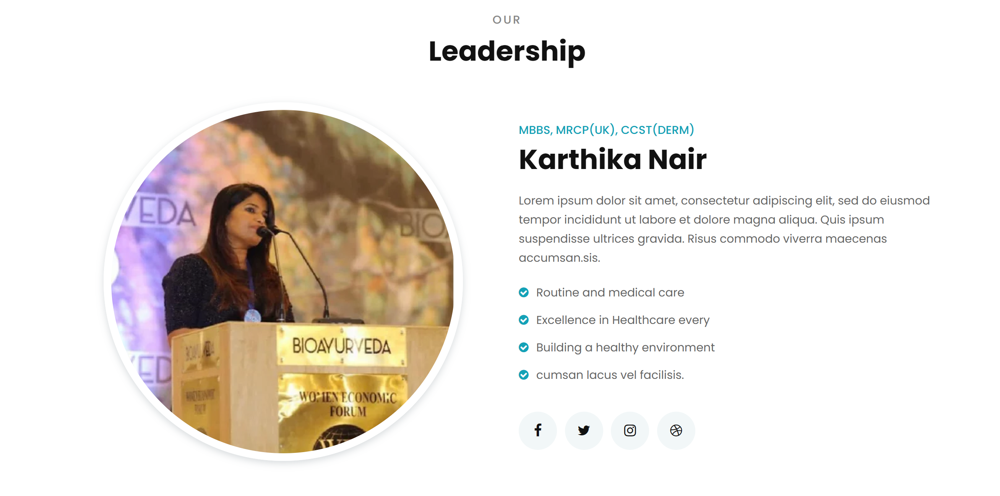 OUR
Leadership
MBBS, MRCP(UK), CCST(DERM)
Karthika Nair
Lorem ipsum dolor sit amet, consectetur adipiscing elit, sed do eiusmod
tempor incididunt ut labore et dolore magna aliqua. Quis ipsum
suspendisse ultrices gravida. Risus commodo viverra maecenas
accumsan.sis.
Routine and medical care
Excellence in Healthcare every
Building a healthy environment
cumsan lacus vel facilisis.
VEDA
BIO
BIOAYURVEDA
BIOAYURVEDA
VED
WOMEN ECONOMIC
FORUM